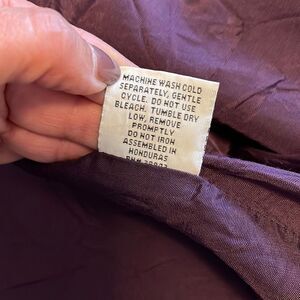 MACHINE WASH COLD
SEPARATELY, GENTLE
CYCLE. DO NOT USE
BLEACH. TUMBLE DRY
LOW, REMOVE
PROMPTLY
DO NOT IRON
ASSEMBLED IN
HONDURAS